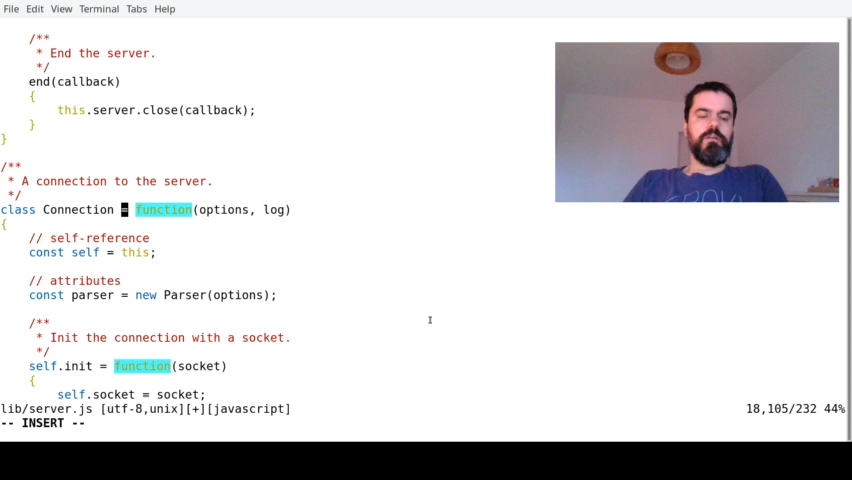 File Edit View Terminal Tabs Help
/**
* End the server.
*/
end(callback)
{
this.server.close(callback);
}
}
/**
* A connection to the server.
*/
class Connection = function(options, log)
{
// self-reference
const self = this;
// attributes
const parser = new Parser(options);
/**
* Init the connection with a socket.
*/
self.init = function(socket)
{
self.socket = socket;
lib/server.js [utf-8,unix][+][javascript] 18,105/232 44%
-- INSERT --